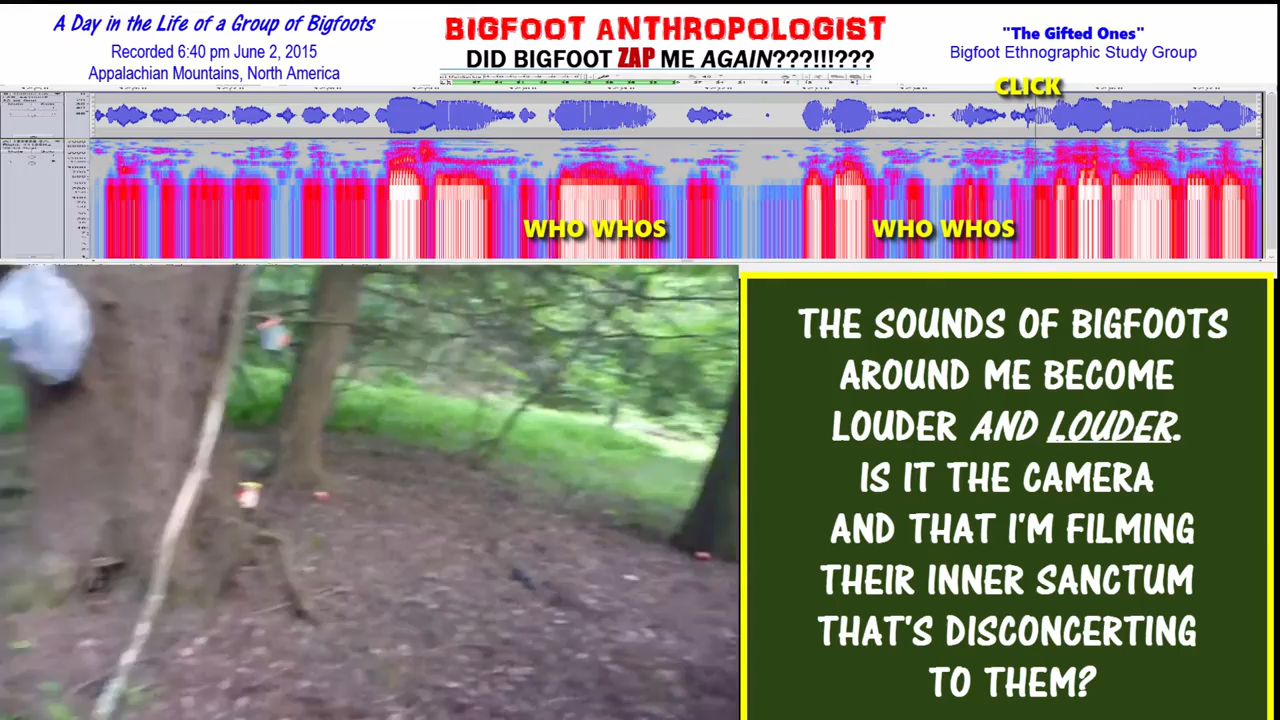 A Day in the Life of a Group of Bigfoots
Recorded 6:40 pm June 2, 2015
Appalachian Mountains, North America
BIGFOOT ANTHROPOLOGIST
DID BIGFOOT ZAP ME AGAIN???!!!???
"The Gifted Ones"
Bigfoot Ethnographic Study Group
CLICK
WHO WHOS
WHO WHOS
THE SOUNDS OF BIGFOOTS
AROUND ME BECOME
LOUDER AND LOUDER.
IS IT THE CAMERA
AND THAT I'M FILMING
THEIR INNER SANCTUM
THAT'S DISCONCERTING
TO THEM?